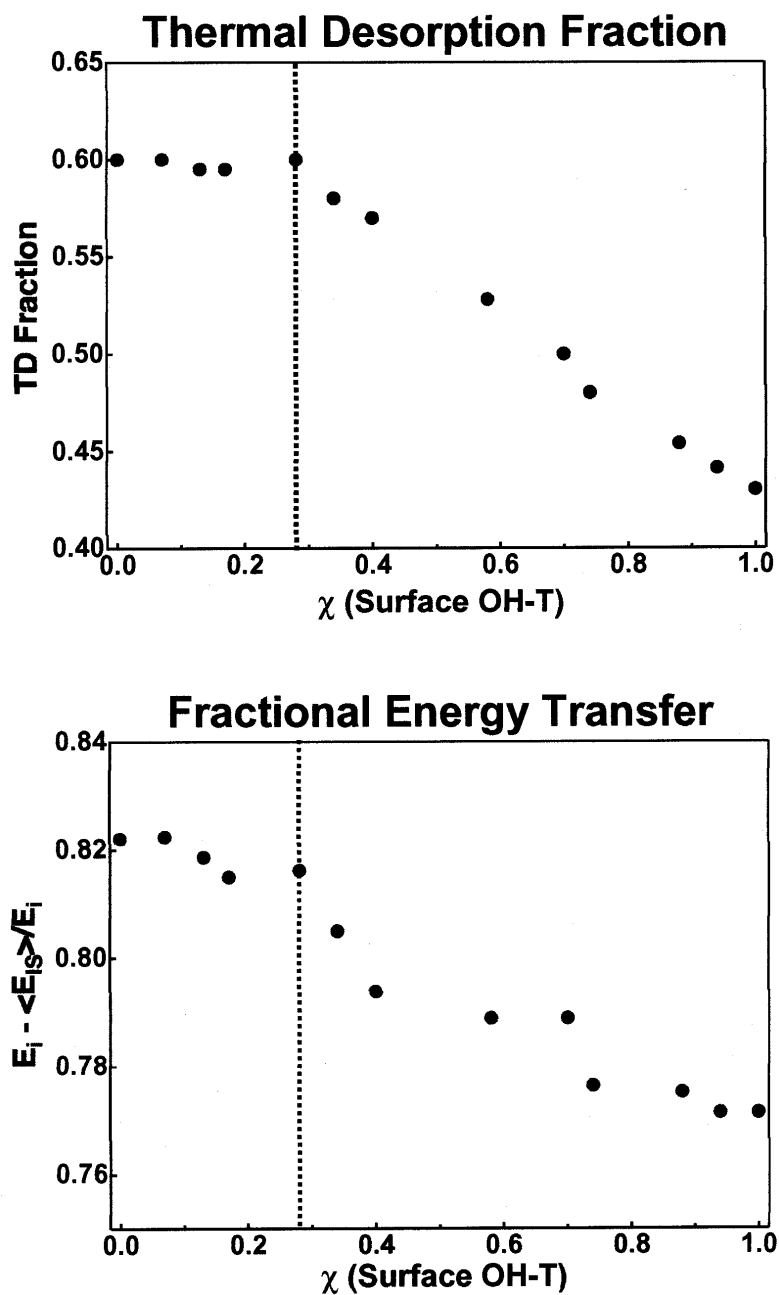 Thermal Desorption Fraction
0.65
0.60
0.55
0.50
0.45
0.40
TD Fraction
0.0 0.2 0.4 0.6 0.8 1.0
χ (Surface OH-T)
Fractional Energy Transfer
0.84
0.82
0.80
0.78
0.76
Ei - <EIS>/Ei
0.0 0.2 0.4 0.6 0.8 1.0
χ (Surface OH-T)